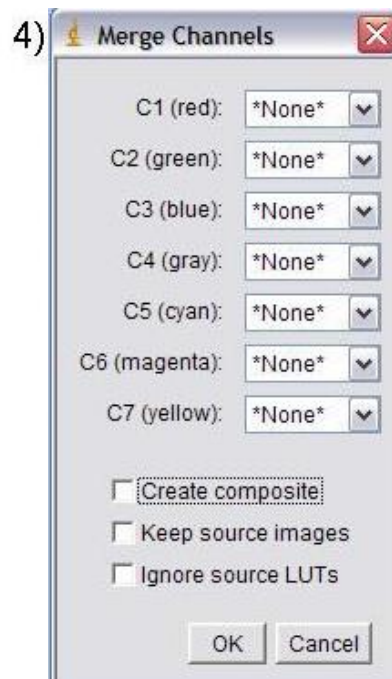 4) Merge Channels
C1 (red): *None*
C2 (green): *None*
C3 (blue): *None*
C4 (gray): *None*
C5 (cyan): *None*
C6 (magenta): *None*
C7 (yellow): *None*
Create composite
Keep source images
Ignore source LUTs
OK Cancel